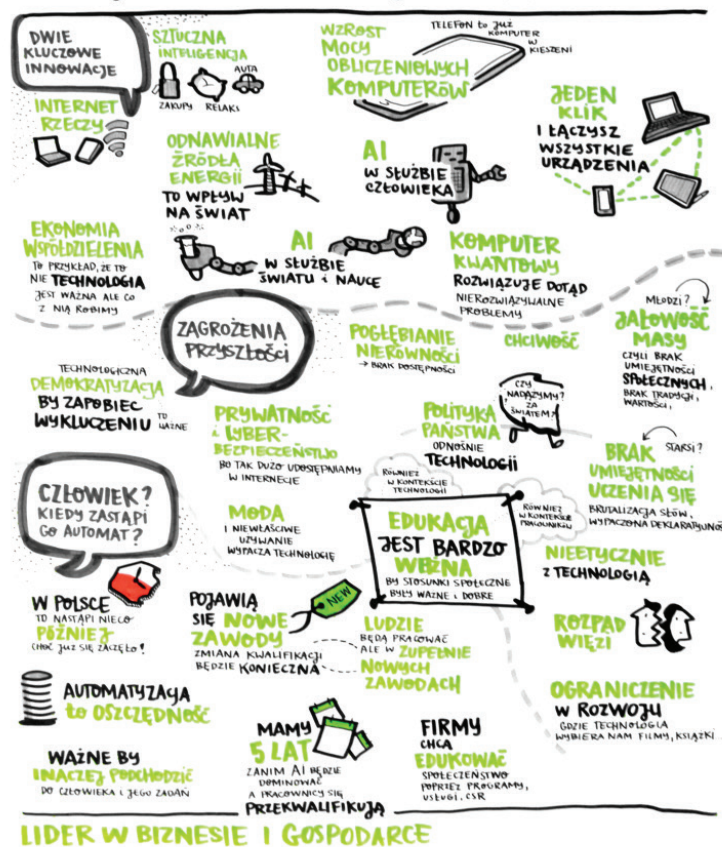 DWIE
KLUCZOWE
INNOWACJE
SZTUCZNA
INTELIGENCJA
AUTA
ZAKUPY RELAKS
INTERNET
RZECZY
WZROST
MOCY
OBLICZENIOWYCH
KOMPUTERÓW
TELEFON to JUŻ
KOMPUTER
W
KIESZENI
JEDEN
KLIK
I ŁĄCZYSZ
WSZYSTKIE
URZĄDZENIA
ODNAWIALNE
ŹRÓDŁA
ENERGII
TO WPŁYW
NA ŚWIAT
AI
W SŁUŻBIE
CZŁOWIEKA
EKONOMIA
WSPÓŁDZIELENIA
TO PRZYKŁAD, ŻE TO
NIE TECHNOLOGIA
JEST WAŻNA ALE CO
Z NIĄ ROBIMY
AI
W SŁUŻBIE
ŚWIATU i NAUCE
KOMPUTER
KWANTOWY
ROZWIĄZUJE DOTĄD
NIEROZWIĄZYWALNE
PROBLEMY
ZAGROŻENIA
PRZYSZŁOŚCI
POGŁĘBIANIE
NIERÓWNOŚCI
→ BRAK DOSTĘPNOŚCI
CHCIWOŚĆ
MŁODZI?
JAŁOWOŚĆ
MASY
CZYLI BRAK
UMIEJĘTNOŚCI
SPOŁECZNYCH,
BRAK TRADYCJI,
WARTOŚCI,
TECHNOLOGICZNA
DEMOKRATYZACJA
BY ZAPOBIEC
WYKLUCZENIU TO
WAŻNE
PRYWATNOŚĆ
i CYBER-
BEZPIECZEŃSTWO
BO TAK DUŻO UDOSTĘPNIAMY
W INTERNECIE
POLITYKA
PAŃSTWA
ODNOŚNIE
TECHNOLOGII
CZY
NADĄŻYMY?
ZA
ŚWIATEM?
STARSI?
BRAK
UMIEJĘTNOŚCI
UCZENIA SIĘ
BRUTALIZACJA SŁÓW,
WYPACZONA DEKLARATYWNOŚ
CZŁOWIEK?
KIEDY ZASTĄPI
GO AUTOMAT?
MODA
I NIEWŁAŚCIWE
UŻYWANIE
WYPACZA TECHNOLOGIĘ
RÓWNIEŻ
W KONTEKŚCIE
TECHNOLOGII
EDUKACJA
JEST BARDZO
WAŻNA
BY STOSUNKI SPOŁECZNE
BYŁY WAŻNE i DOBRE
RÓWNIEŻ
W KONTEKŚCIE
PRACOWNIKÓW
NIEETYCZNIE
Z TECHNOLOGIĄ
W POLSCE
TO NASTĄPI NIECO
PÓŹNIEJ
CHOĆ JUŻ SIĘ ZACZĘŁO!
POJAWIĄ
SIĘ NOWE
ZAWODY
ZMIANA KWALIFIKACJI
BĘDZIE KONIECZNA
NEW
LUDZIE
BĘDĄ PRACOWAĆ
ALE W ZUPEŁNIE
NOWYCH
ZAWODACH
ROZPAD
WIĘZI
AUTOMATYZACJA
to OSZCZĘDNOŚĆ
OGRANICZENIE
W ROZWOJU
GDZIE TECHNOLOGIA
WYBIERA NAM FILMY, KSIĄŻKI
WAŻNE BY
INACZEJ PODCHODZIĆ
DO CZŁOWIEKA i JEGO ZADAŃ
MAMY
5 LAT
ZANIM AI BĘDZIE
DOMINOWAĆ
A PRACOWNICY SIĘ
PRZEKWALIFIKUJĄ
FIRMY
CHCĄ
EDUKOWAĆ
SPOŁECZEŃSTWO
POPRZEZ PROGRAMY,
USŁUGI, CSR
LIDER W BIZNESIE I GOSPODARCE